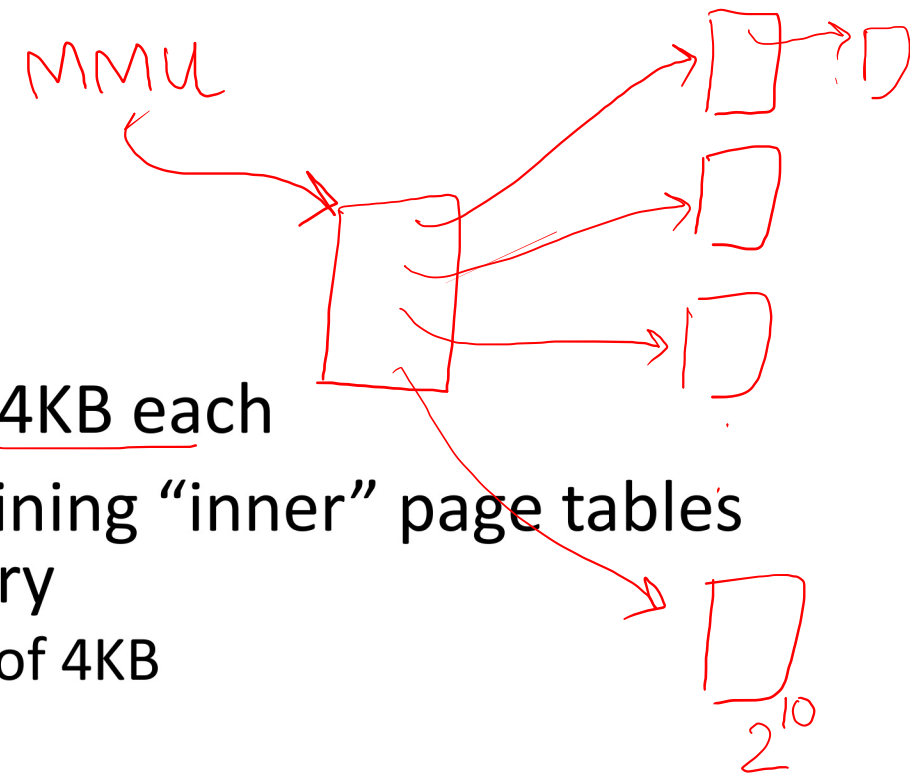 MMU
4KB each
ining “inner” page tables
ry
of 4KB
2^10